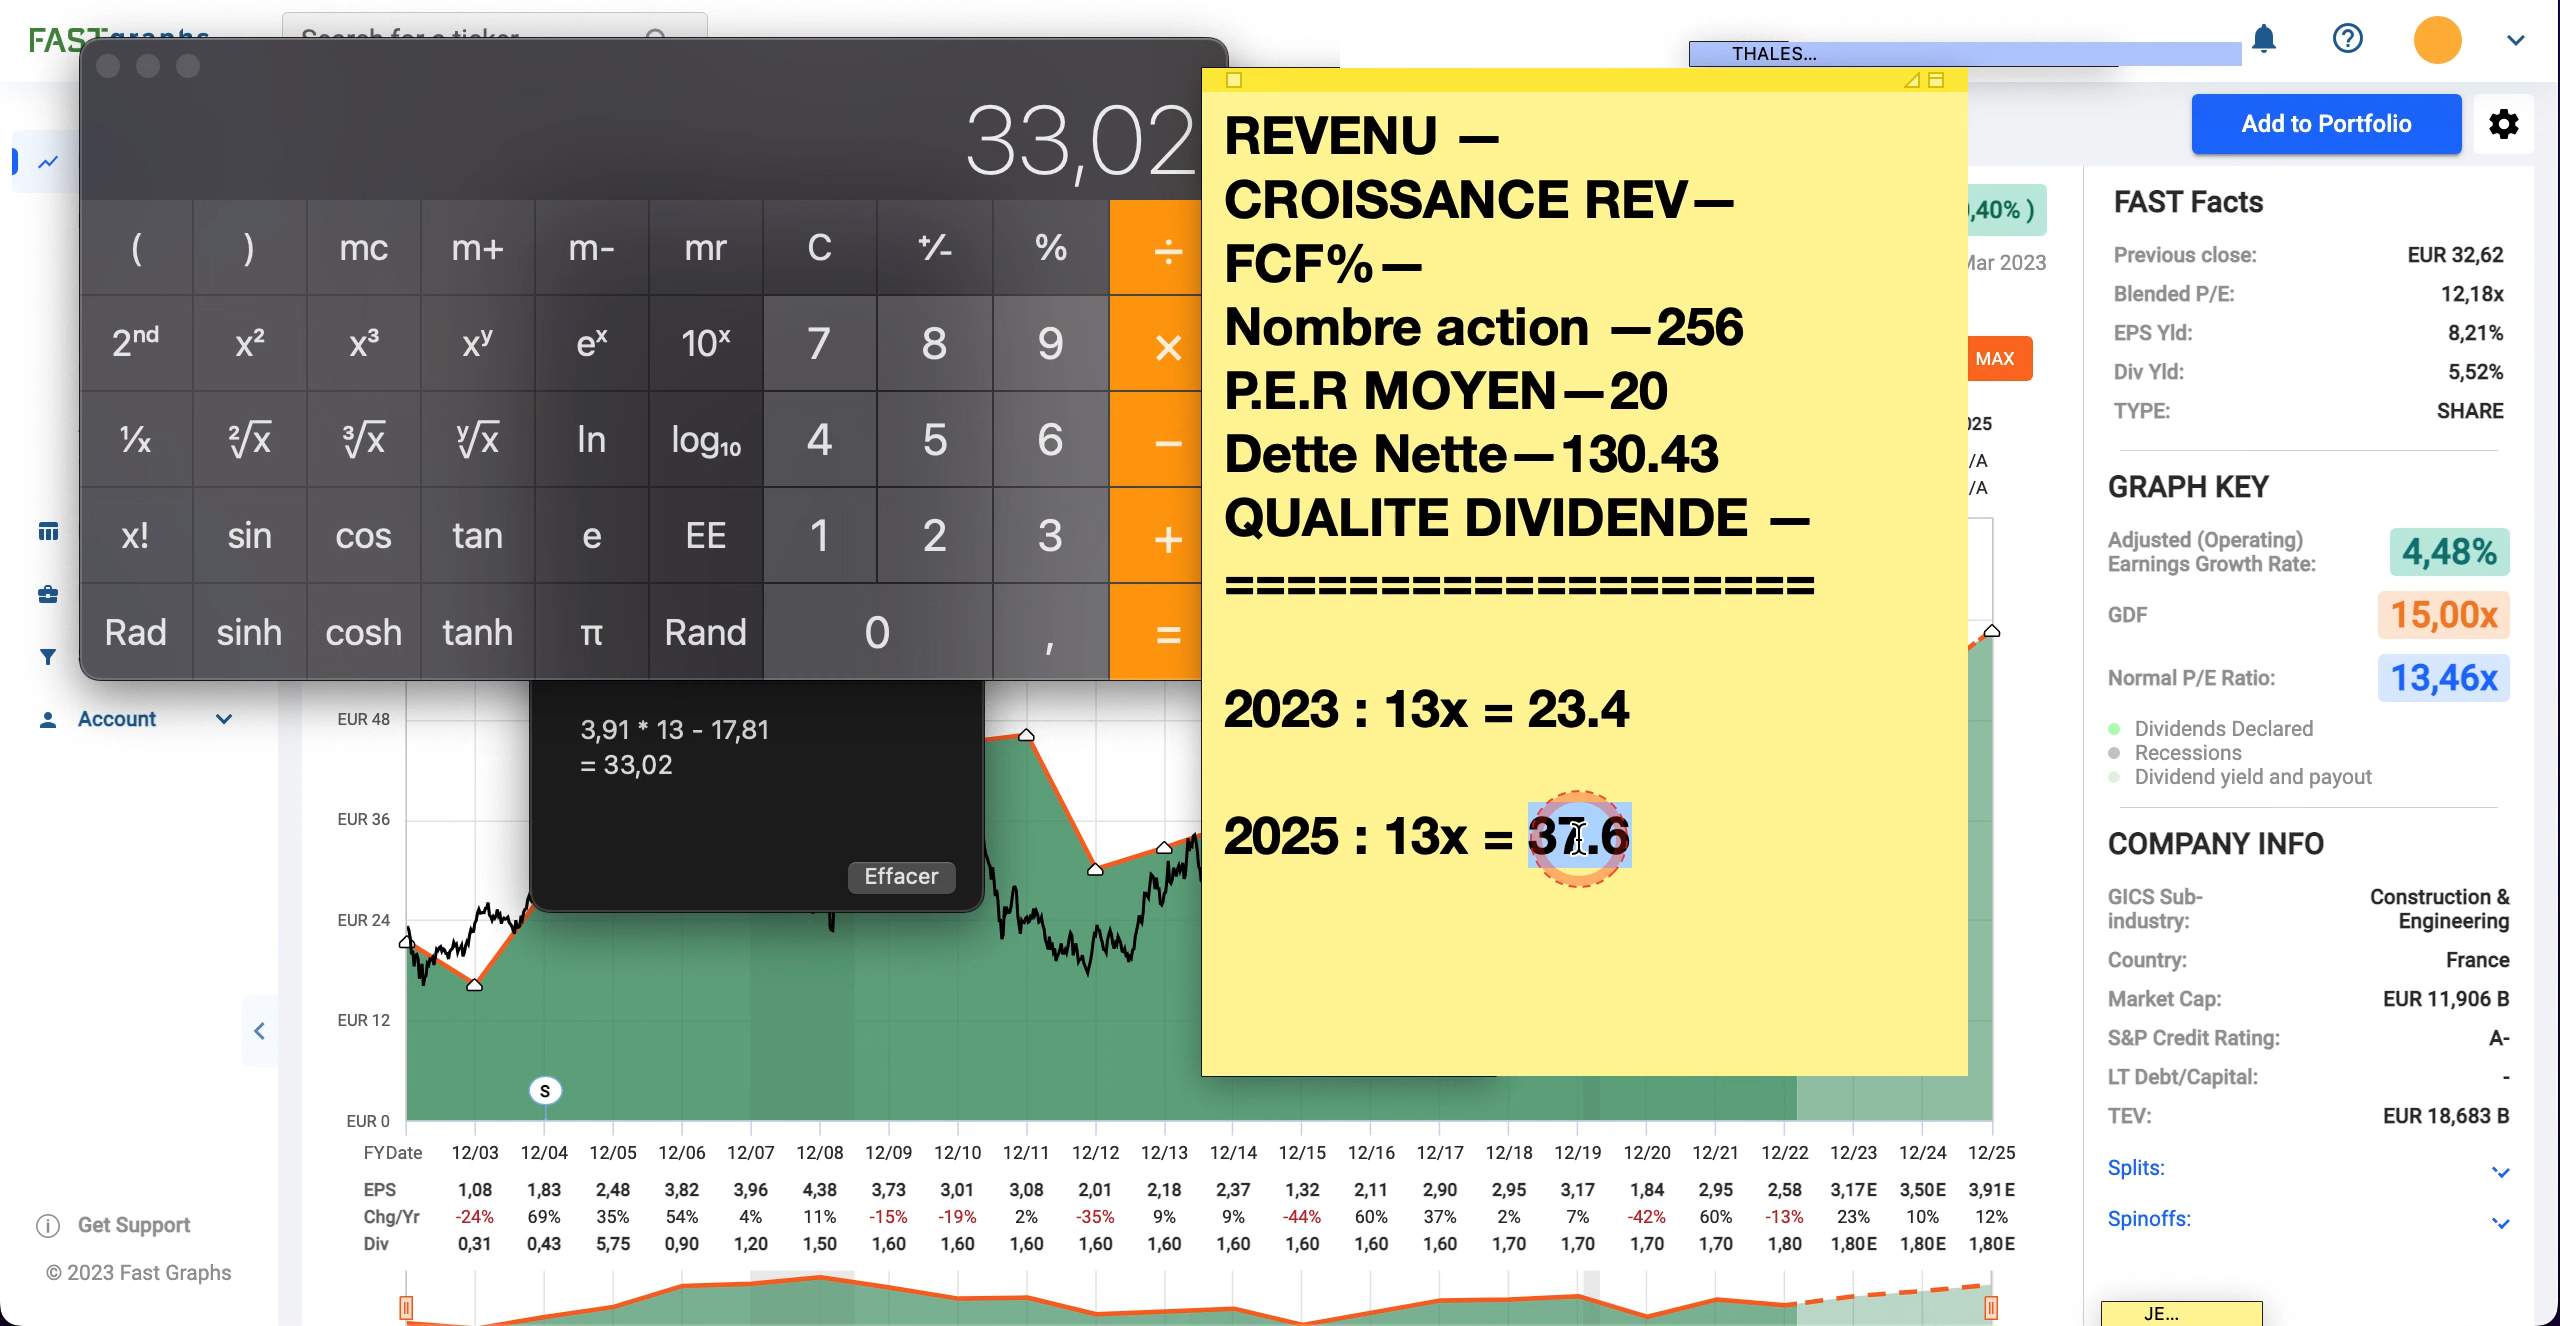 FASTgraphs
Search for a ticker
THALES...
33,02
( ) mc m+ m- mr C +/- % ÷
2nd x² x³ xʸ eˣ 10ˣ 7 8 9 ×
1/x ²√x ³√x ʸ√x ln log₁₀ 4 5 6 −
x! sin cos tan e EE 1 2 3 +
Rad sinh cosh tanh π Rand 0 , =
3,91 * 13 - 17,81
= 33,02
Effacer
REVENU —
CROISSANCE REV—
FCF%—
Nombre action —256
P.E.R MOYEN—20
Dette Nette—130.43
QUALITE DIVIDENDE —
===================
2023 : 13x = 23.4
2025 : 13x = 37.6
Add to Portfolio
,40% )
Mar 2023
MAX
025
/A
/A
FAST Facts
Previous close: EUR 32,62
Blended P/E: 12,18x
EPS Yld: 8,21%
Div Yld: 5,52%
TYPE: SHARE
GRAPH KEY
Adjusted (Operating)
Earnings Growth Rate: 4,48%
GDF 15,00x
Normal P/E Ratio: 13,46x
Dividends Declared
Recessions
Dividend yield and payout
COMPANY INFO
GICS Sub-
industry: Construction &
Engineering
Country: France
Market Cap: EUR 11,906 B
S&P Credit Rating: A-
LT Debt/Capital: -
TEV: EUR 18,683 B
Splits:
Spinoffs:
Account
EUR 48
EUR 36
EUR 24
EUR 12
EUR 0
S
FYDate 12/03 12/04 12/05 12/06 12/07 12/08 12/09 12/10 12/11 12/12 12/13 12/14 12/15 12/16 12/17 12/18 12/19 12/20 12/21 12/22 12/23 12/24 12/25
EPS 1,08 1,83 2,48 3,82 3,96 4,38 3,73 3,01 3,08 2,01 2,18 2,37 1,32 2,11 2,90 2,95 3,17 1,84 2,95 2,58 3,17E 3,50E 3,91E
Chg/Yr -24% 69% 35% 54% 4% 11% -15% -19% 2% -35% 9% 9% -44% 60% 37% 2% 7% -42% 60% -13% 23% 10% 12%
Div 0,31 0,43 5,75 0,90 1,20 1,50 1,60 1,60 1,60 1,60 1,60 1,60 1,60 1,60 1,60 1,70 1,70 1,70 1,70 1,80 1,80E 1,80E 1,80E
Get Support
© 2023 Fast Graphs
JE...